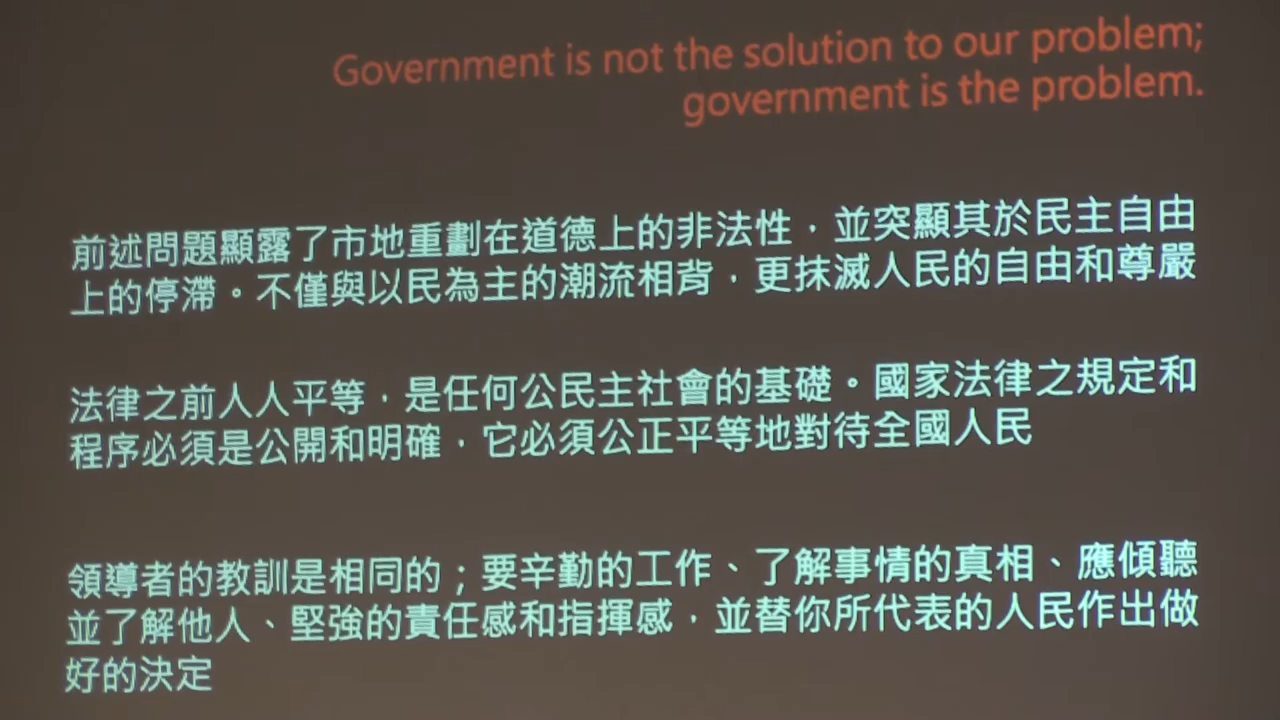 Government is not the solution to our problem;
government is the problem.
前述問題顯露了市地重劃在道德上的非法性，並突顯其於民主自由
上的停滯。不僅與以民為主的潮流相背，更抹滅人民的自由和尊嚴
法律之前人人平等，是任何公民主社會的基礎。國家法律之規定和
程序必須是公開和明確，它必須公正平等地對待全國人民
領導者的教訓是相同的；要辛勤的工作、了解事情的真相、應傾聽
並了解他人、堅強的責任感和指揮感，並替你所代表的人民作出做
好的決定